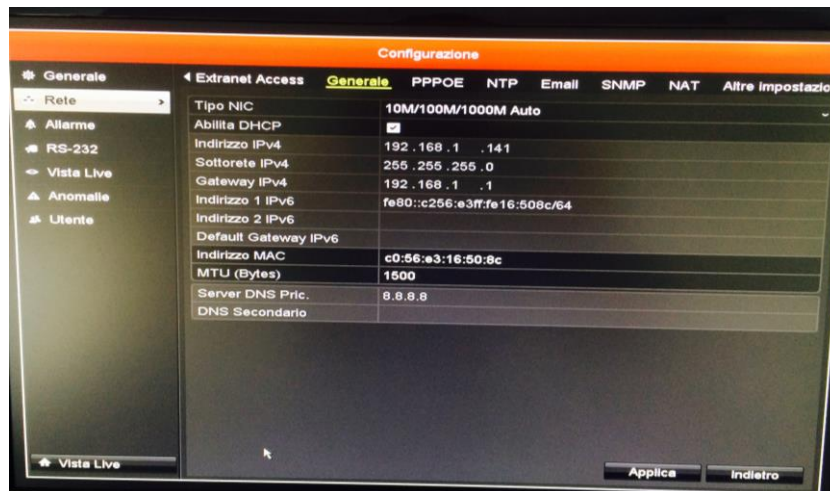 Configurazione
Generale
Rete
Allarme
RS-232
Vista Live
Anomalie
Utente
Extranet Access Generale PPPOE NTP Email SNMP NAT Altre impostazio
Tipo NIC 10M/100M/1000M Auto
Abilita DHCP
Indirizzo IPv4 192.168.1 .141
Sottorete IPv4 255.255.255.0
Gateway IPv4 192.168.1 .1
Indirizzo 1 IPv6 fe80::c256:e3ff:fe16:508c/64
Indirizzo 2 IPv6
Default Gateway IPv6
Indirizzo MAC c0:56:e3:16:50:8c
MTU (Bytes) 1500
Server DNS Pric. 8.8.8.8
DNS Secondario
Vista Live
Applica Indietro